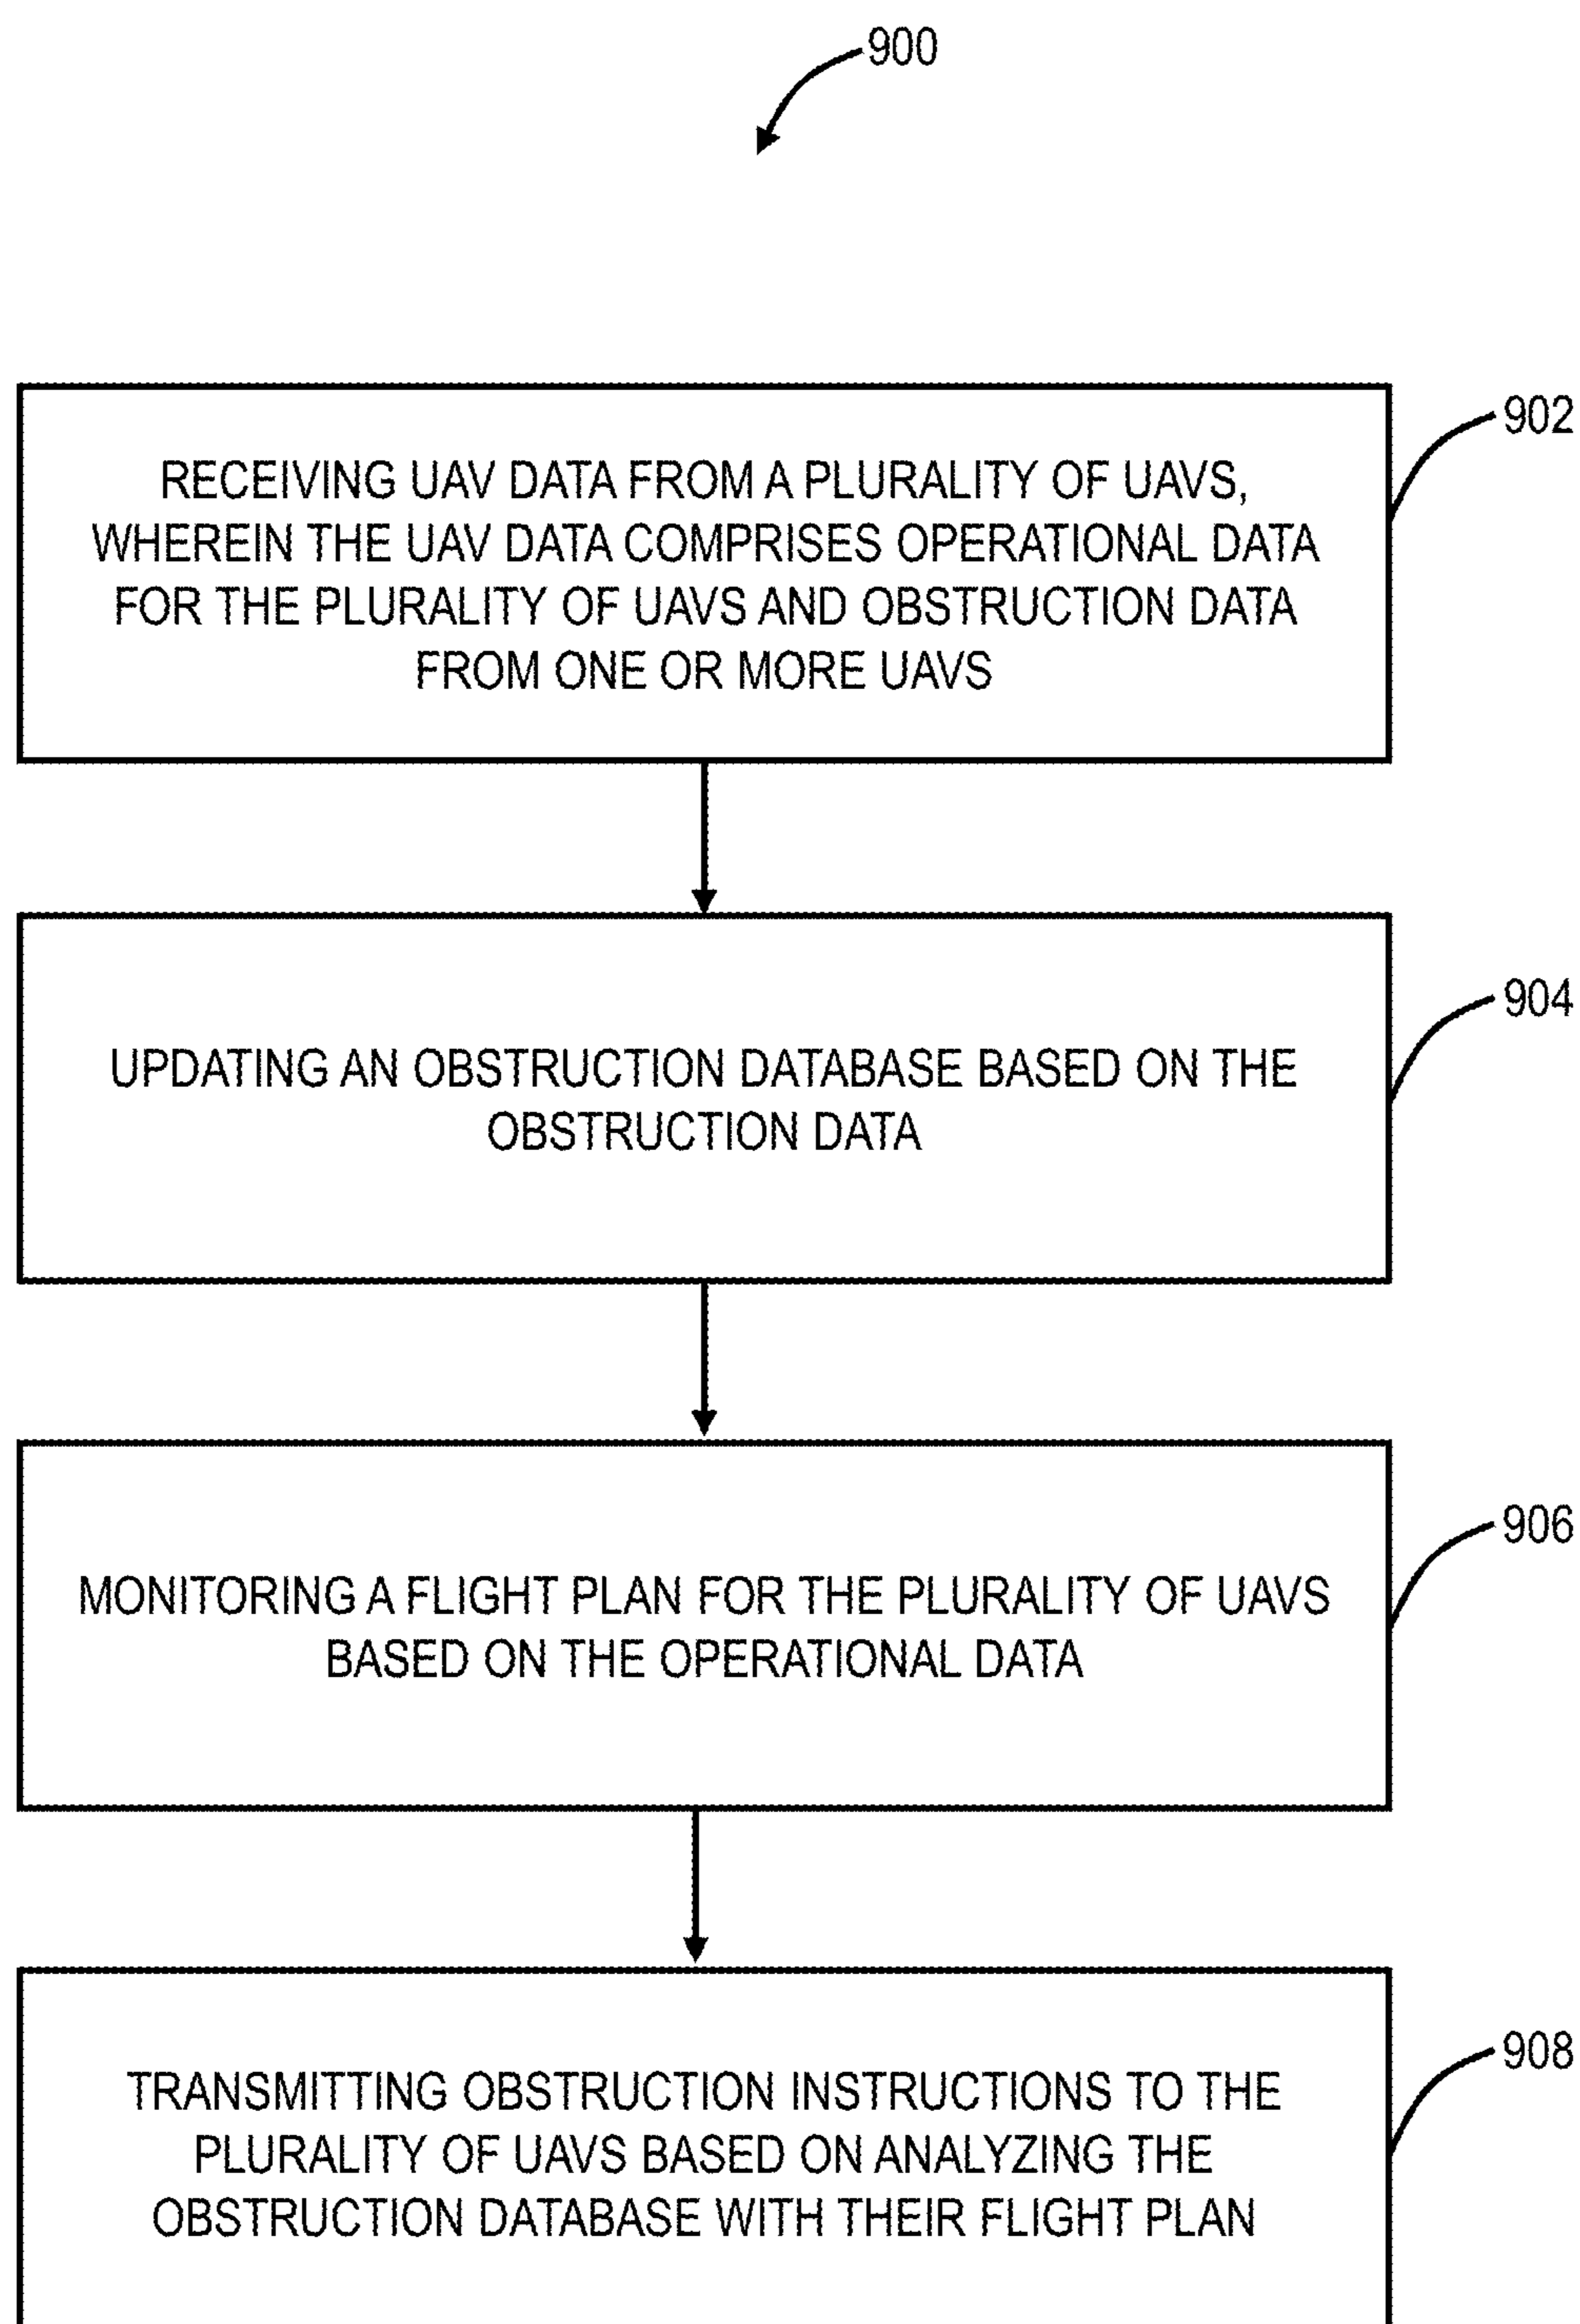 900
902
RECEIVING UAV DATA FROM A PLURALITY OF UAVS,
WHEREIN THE UAV DATA COMPRISES OPERATIONAL DATA
FOR THE PLURALITY OF UAVS AND OBSTRUCTION DATA
FROM ONE OR MORE UAVS
904
UPDATING AN OBSTRUCTION DATABASE BASED ON THE
OBSTRUCTION DATA
906
MONITORING A FLIGHT PLAN FOR THE PLURALITY OF UAVS
BASED ON THE OPERATIONAL DATA
908
TRANSMITTING OBSTRUCTION INSTRUCTIONS TO THE
PLURALITY OF UAVS BASED ON ANALYZING THE
OBSTRUCTION DATABASE WITH THEIR FLIGHT PLAN